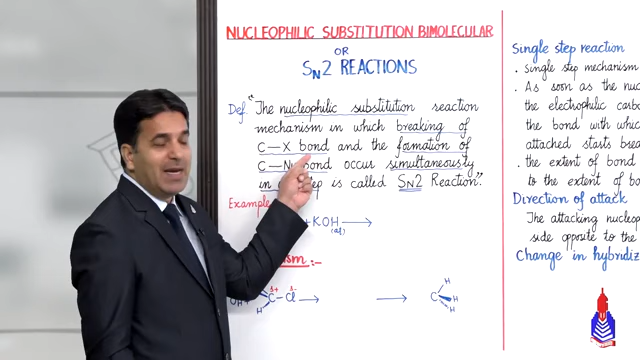 NUCLEOPHILIC SUBSTITUTION BIMOLECULAR
OR
SN2 REACTIONS
Def: "The nucleophilic substitution reaction
mechanism in which breaking of
C—X bond and the formation of
C—Nu bond occur simultaneously
in step is called SN2 Reaction".
Example
+ KOH ⟶
(aq)
:-
OH C δ+ — Cl δ- ⟶ ⟶ C H H H
H
Single step reaction
. Single step mechanism
. As soon as the nuc
the electrophilic carbo
the bond with which
attached starts brea
. the extent of bond
to the extent of b
Direction of attack
The attacking nucleop
side opposite to the
Change in hybridiz